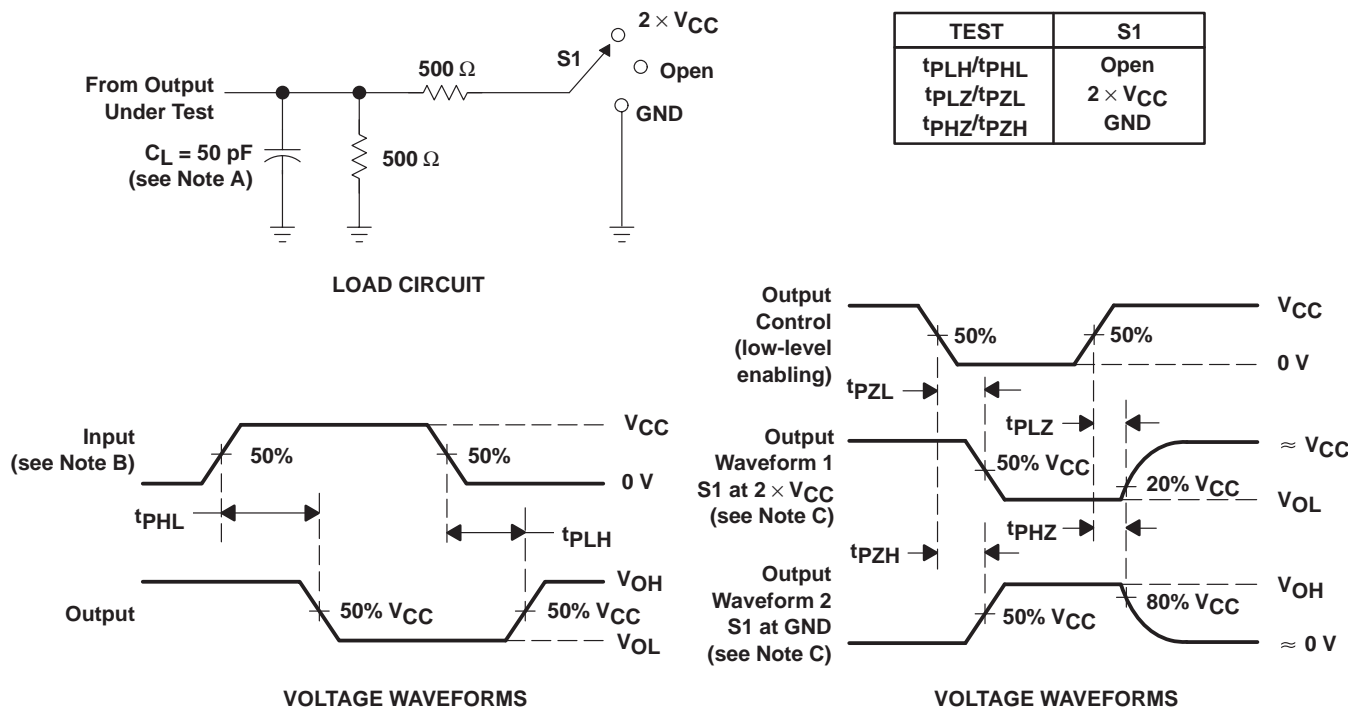 2 × VCC
S1
500 Ω
Open
From Output
Under Test
GND
CL = 50 pF
(see Note A)
500 Ω
LOAD CIRCUIT
TEST S1
tPLH/tPHL Open
tPLZ/tPZL 2 × VCC
tPHZ/tPZH GND
Input
(see Note B)
50%
50%
VCC
0 V
tPHL
tPLH
Output
50% VCC
50% VCC
VOH
VOL
VOLTAGE WAVEFORMS
Output
Control
(low-level
enabling)
50%
50%
VCC
0 V
tPZL
tPLZ
Output
Waveform 1
S1 at 2 × VCC
(see Note C)
50% VCC
20% VCC
≈ VCC
VOL
tPZH
tPHZ
Output
Waveform 2
S1 at GND
(see Note C)
50% VCC
80% VCC
VOH
≈ 0 V
VOLTAGE WAVEFORMS